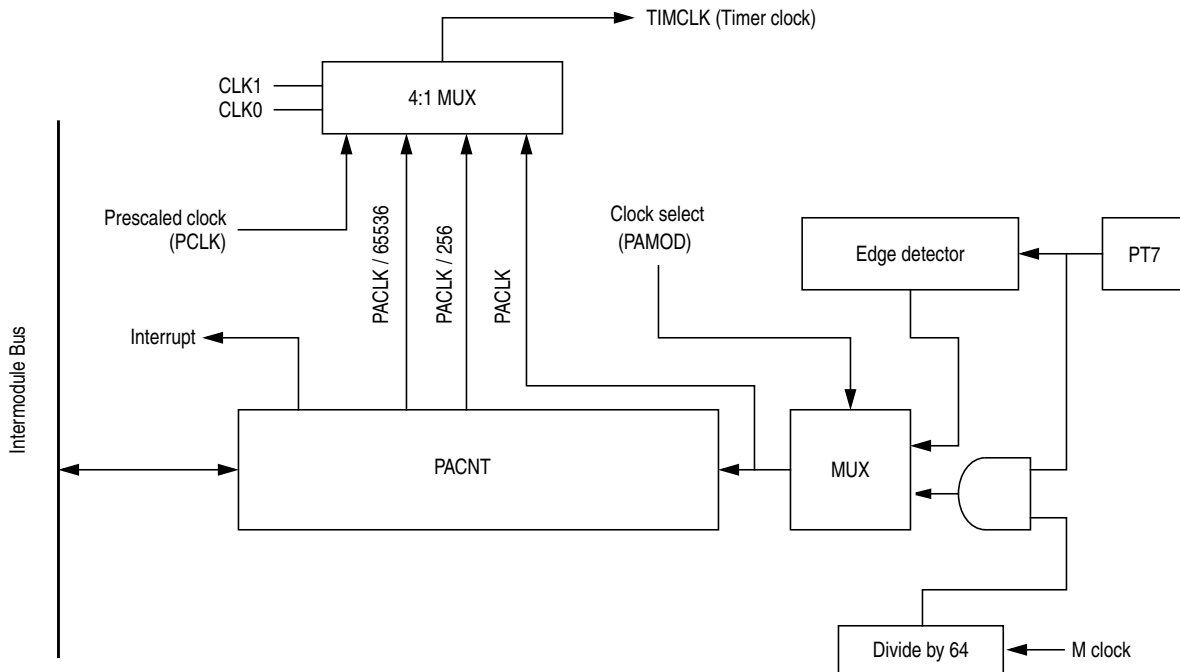 TIMCLK (Timer clock)
CLK1
CLK0
4:1 MUX
Prescaled clock
(PCLK)
PACLK / 65536
PACLK / 256
PACLK
Clock select
(PAMOD)
Edge detector
PT7
Interrupt
Intermodule Bus
PACNT
MUX
Divide by 64
M clock